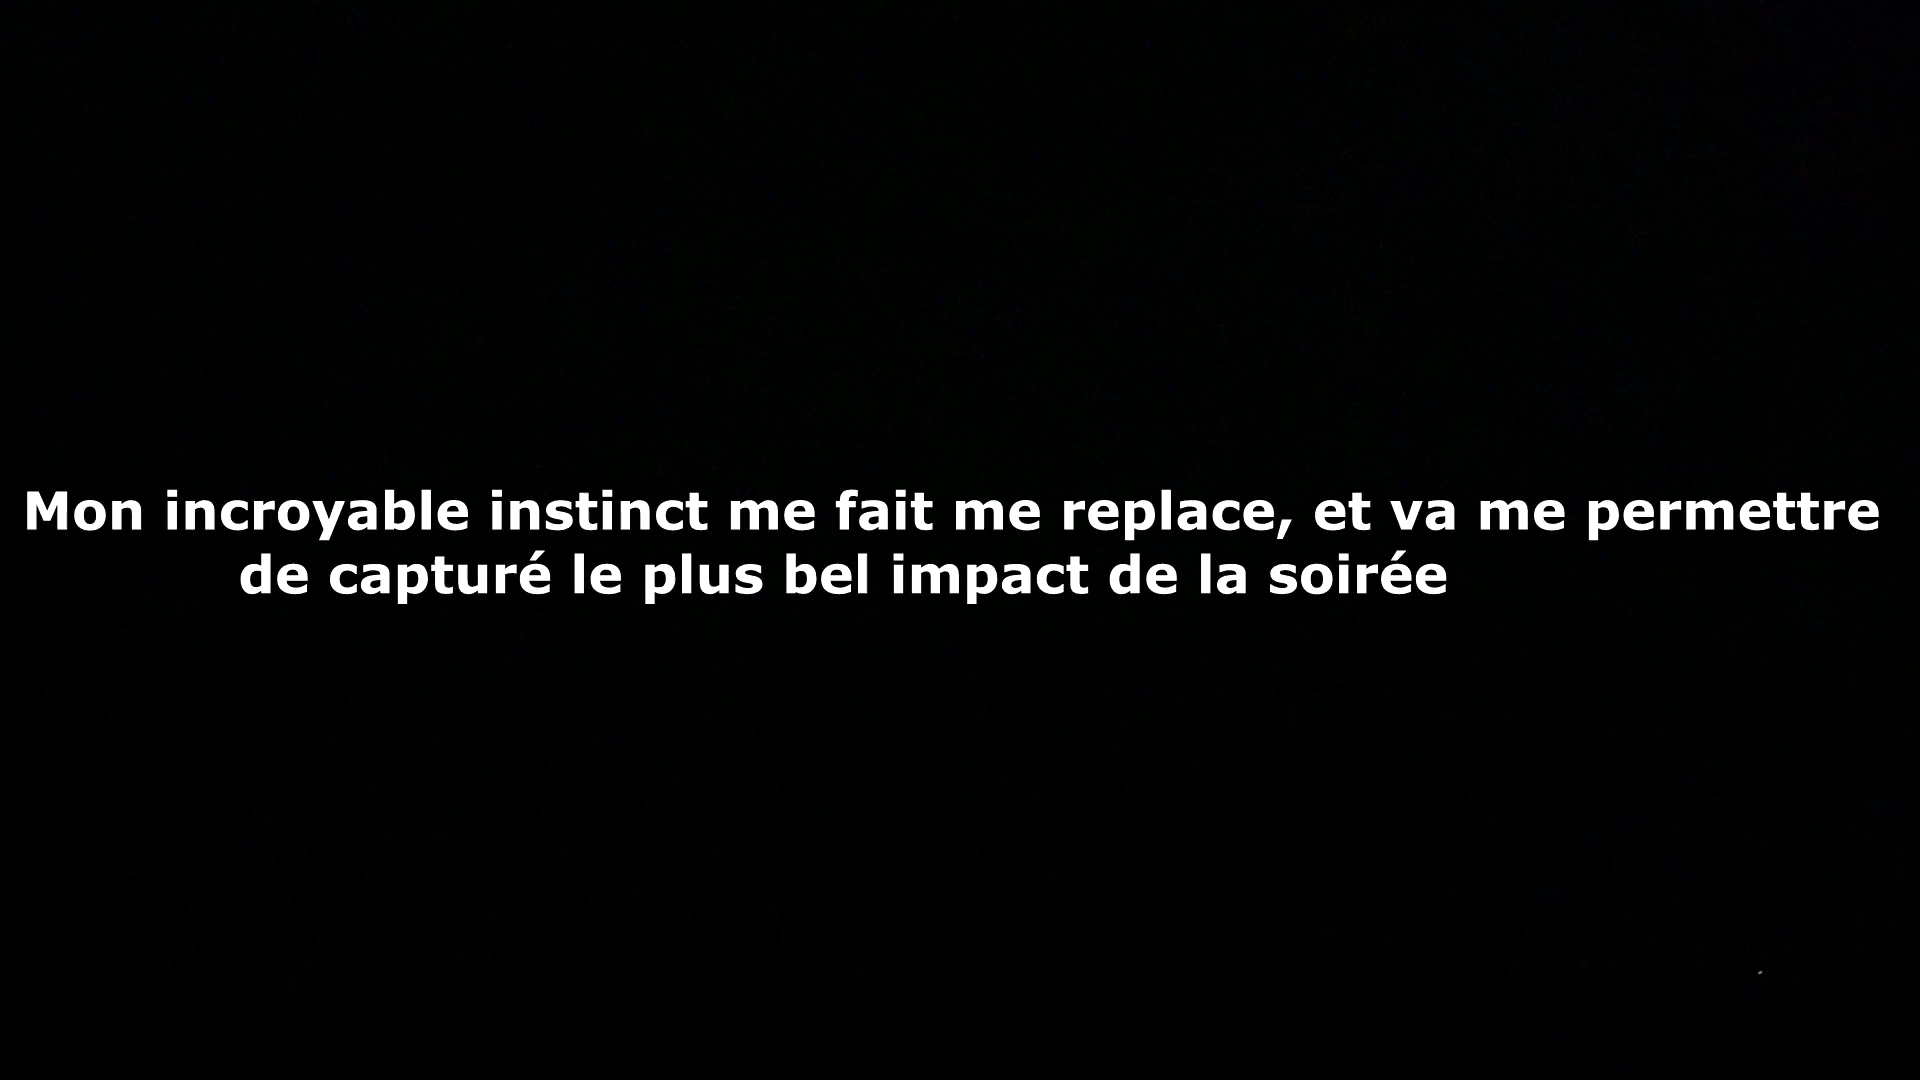 Mon incroyable instinct me fait me replace, et va me permettre
de capturé le plus bel impact de la soirée